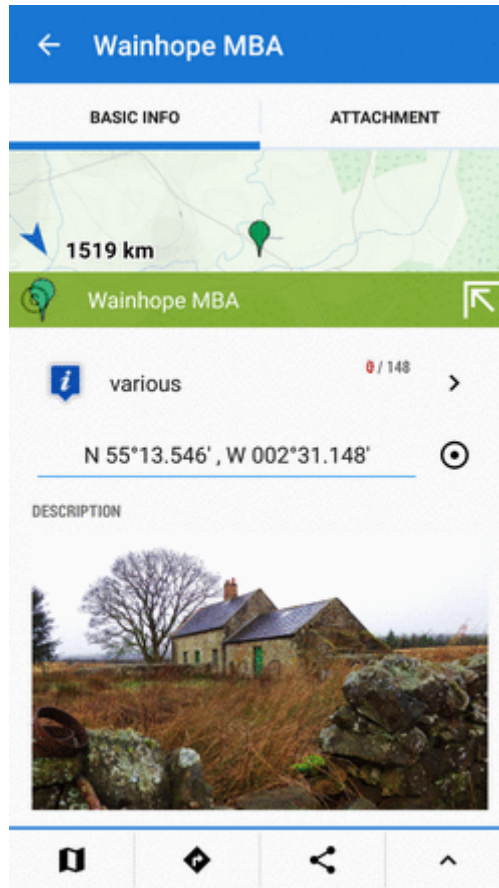 Wainhope MBA
BASIC INFO
ATTACHMENT
1519 km
Wainhope MBA
various
0 / 148
N 55°13.546' , W 002°31.148'
DESCRIPTION